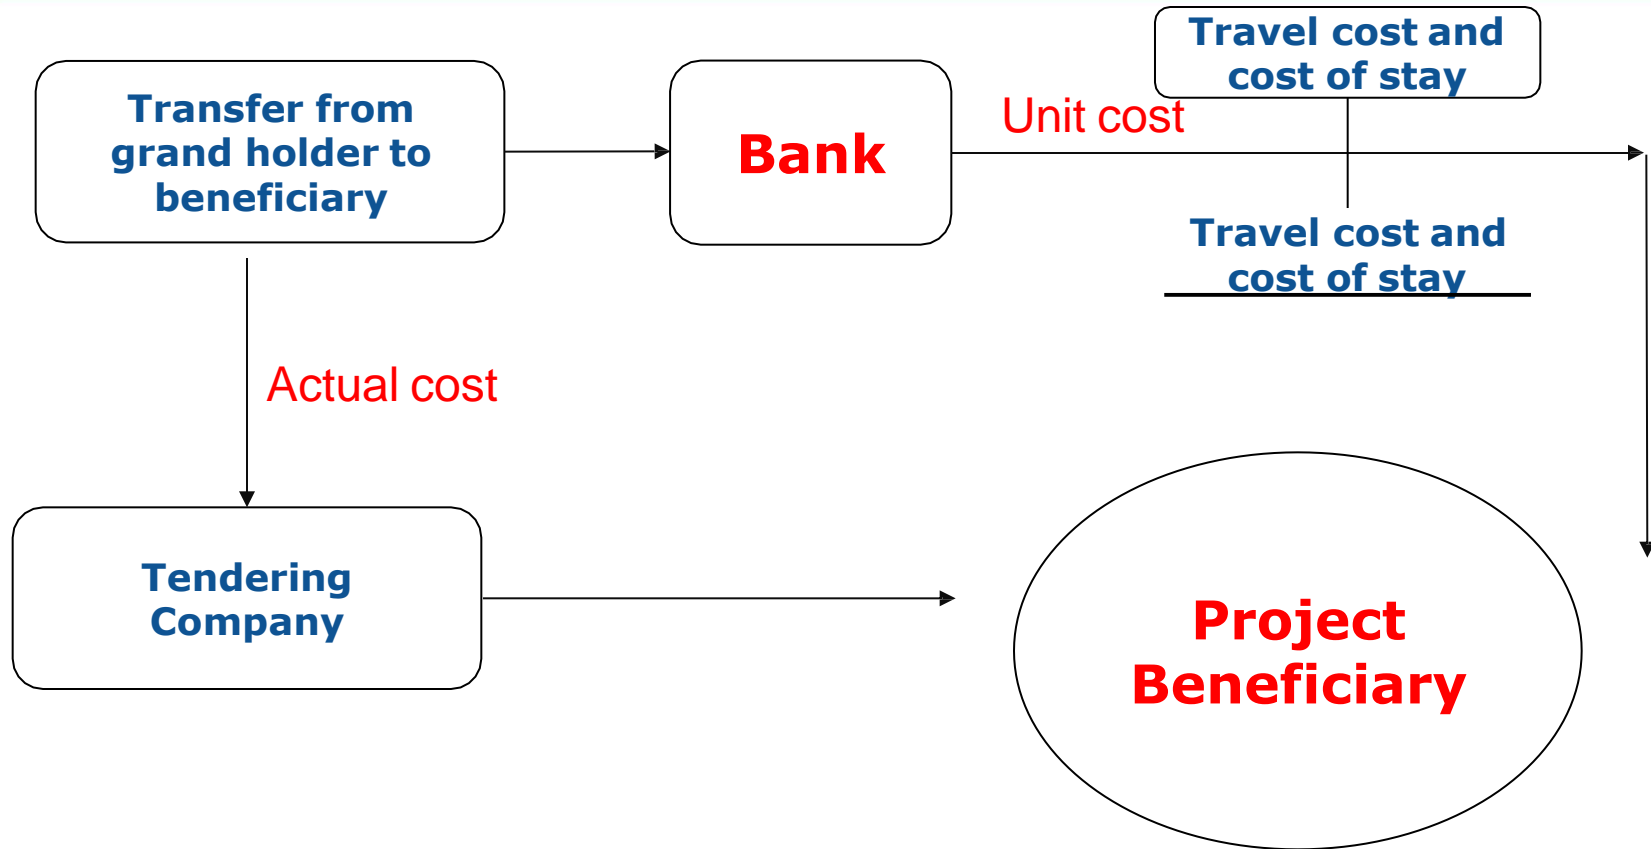 Transfer from
grand holder to
beneficiary
Bank
Unit cost
Travel cost and
cost of stay
Travel cost and
cost of stay
Actual cost
Tendering
Company
Project
Beneficiary